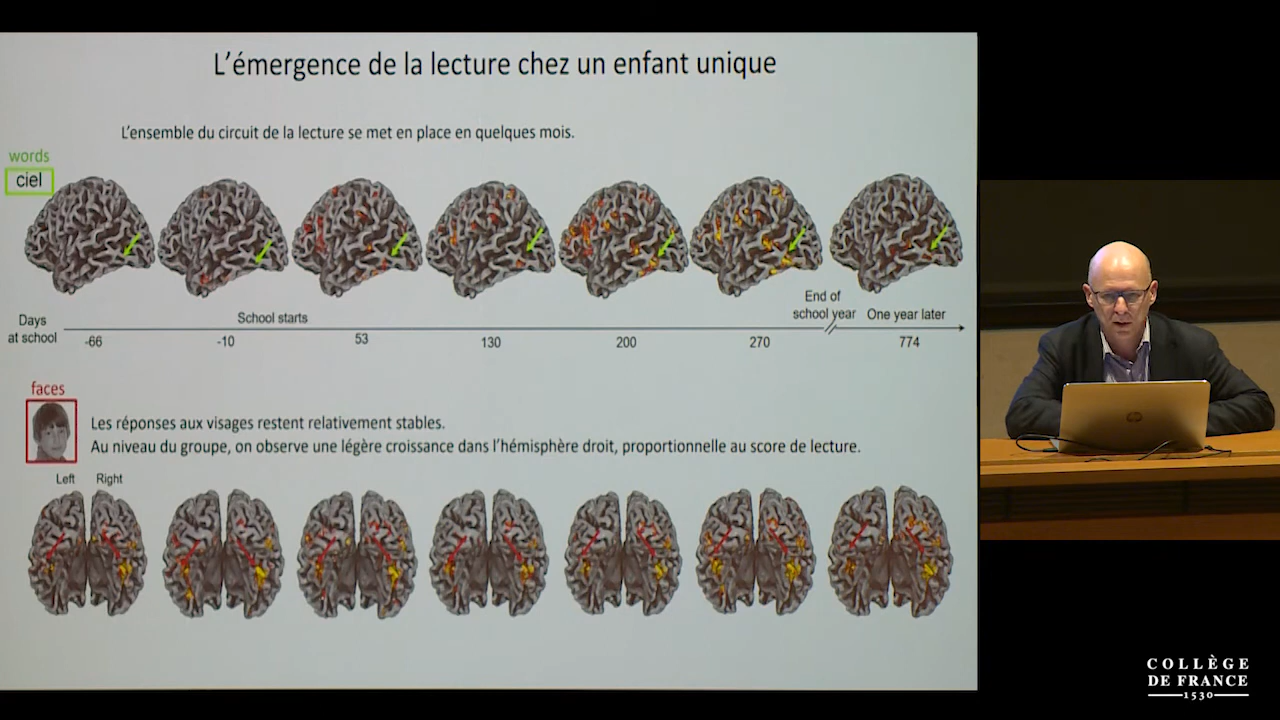 L'émergence de la lecture chez un enfant unique
L'ensemble du circuit de la lecture se met en place en quelques mois.
words
ciel
Days
at school
School starts
End of
school year
One year later
-66
-10
53
130
200
270
774
faces
Les réponses aux visages restent relativement stables.
Au niveau du groupe, on observe une légère croissance dans l'hémisphère droit, proportionnelle au score de lecture.
Left
Right
COLLÈGE
DE FRANCE
1530